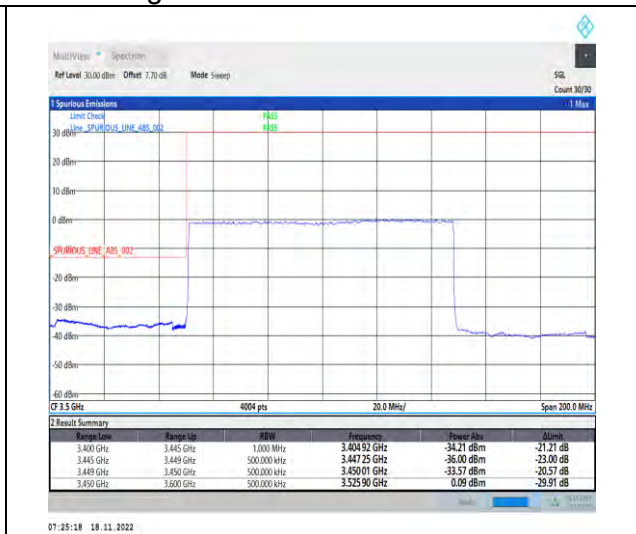 MultiView Spectrum
Ref Level 30.00 dBm Offset 7.70 dB Mode Sweep SGL
Count 30/30
1 Spurious Emissions 1 Max
Limit Check PASS
Line _SPURIOUS_LINE_ABS_002 PASS
30 dBm
20 dBm
10 dBm
0 dBm
_SPURIOUS_LINE_ABS_002
-20 dBm
-30 dBm
-40 dBm
-50 dBm
-60 dBm
CF 3.5 GHz 4004 pts 20.0 MHz/ Span 200.0 MHz
2 Result Summary
Range Low Range Up RBW Frequency Power Abs ΔLimit
3.400 GHz 3.445 GHz 1.000 MHz 3.404 92 GHz -34.21 dBm -21.21 dB
3.445 GHz 3.449 GHz 500.000 kHz 3.447 25 GHz -36.00 dBm -23.00 dB
3.449 GHz 3.450 GHz 500.000 kHz 3.450 01 GHz -33.57 dBm -20.57 dB
3.450 GHz 3.600 GHz 500.000 kHz 3.525 90 GHz 0.09 dBm -29.91 dB
07:25:18 18.11.2022